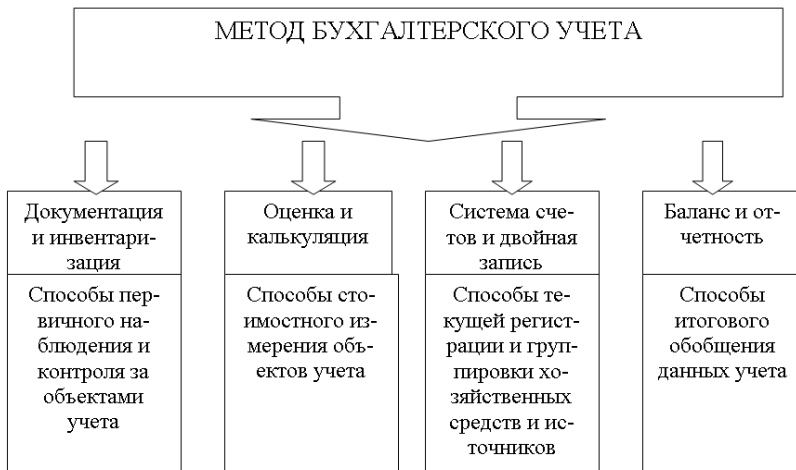 МЕТОД БУХГАЛТЕРСКОГО УЧЕТА
Документация
и инвентари-
зация
Способы пер-
вичного на-
блюдения и
контроля за
объектами
учета
Оценка и
калькуляция
Способы сто-
имостного из-
мерения объ-
ектов учета
Система сче-
тов и двойная
запись
Способы те-
кущей регист-
рации и груп-
пировки хо-
зяйственных
средств и ис-
точников
Баланс и от-
четность
Способы
итогового
обобщения
данных учета